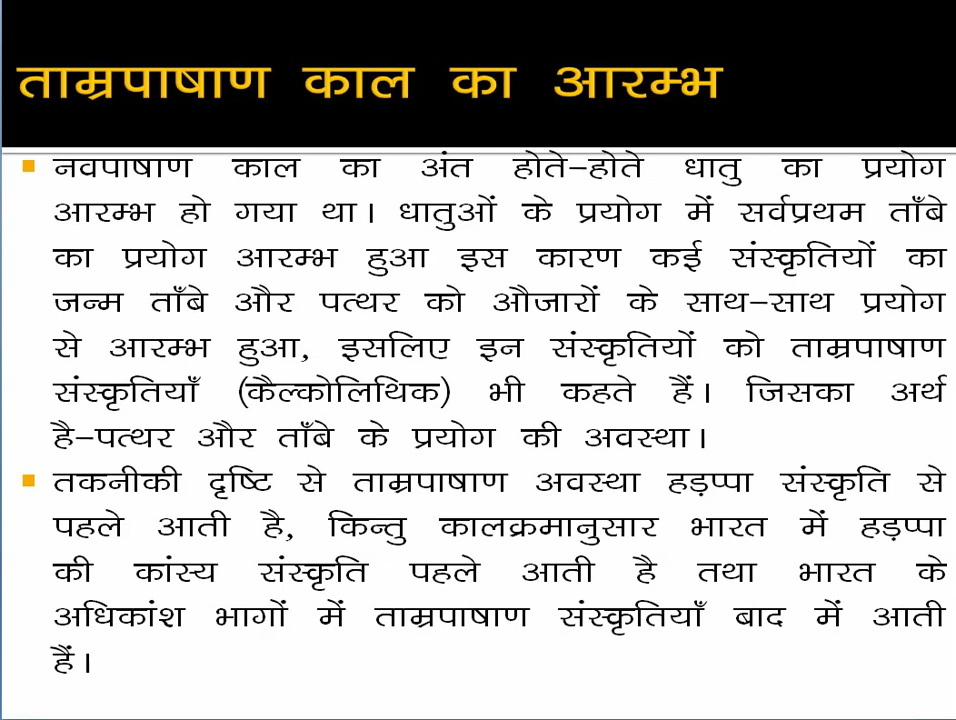 ताम्रपाषाण काल का आरम्भ
नवपाषाण काल का अंत होते–होते धातु का प्रयोग
आरम्भ हो गया था। धातुओं के प्रयोग में सर्वप्रथम ताँबे
का प्रयोग आरम्भ हुआ इस कारण कई संस्कृतियों का
जन्म ताँबे और पत्थर को औजारों के साथ–साथ प्रयोग
से आरम्भ हुआ, इसलिए इन संस्कृतियों को ताम्रपाषाण
संस्कृतियाँ (कैल्कोलिथिक) भी कहते हैं। जिसका अर्थ
है–पत्थर और ताँबे के प्रयोग की अवस्था।
तकनीकी दृष्टि से ताम्रपाषाण अवस्था हड़प्पा संस्कृति से
पहले आती है, किन्तु कालक्रमानुसार भारत में हड़प्पा
की कांस्य संस्कृति पहले आती है तथा भारत के
अधिकांश भागों में ताम्रपाषाण संस्कृतियाँ बाद में आती
हैं।